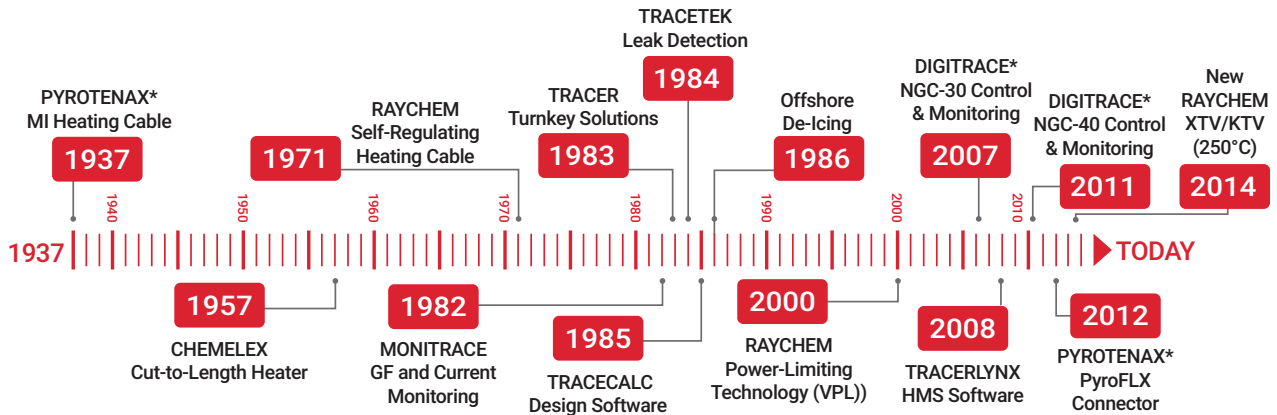 PYROTENAX*
MI Heating Cable
1937
RAYCHEM
Self-Regulating
Heating Cable
1971
TRACER
Turnkey Solutions
1983
TRACETEK
Leak Detection
1984
Offshore
De-Icing
1986
DIGITRACE*
NGC-30 Control
& Monitoring
2007
DIGITRACE*
NGC-40 Control
& Monitoring
2011
New
RAYCHEM
XTV/KTV
(250°C)
2014
1937
1940
1950
1960
1970
1980
1990
2000
2010
TODAY
1957
CHEMELEX
Cut-to-Length Heater
1982
MONITRACE
GF and Current
Monitoring
1985
TRACECALC
Design Software
2000
RAYCHEM
Power-Limiting
Technology (VPL))
2008
TRACERLYNX
HMS Software
2012
PYROTENAX*
PyroFLX
Connector